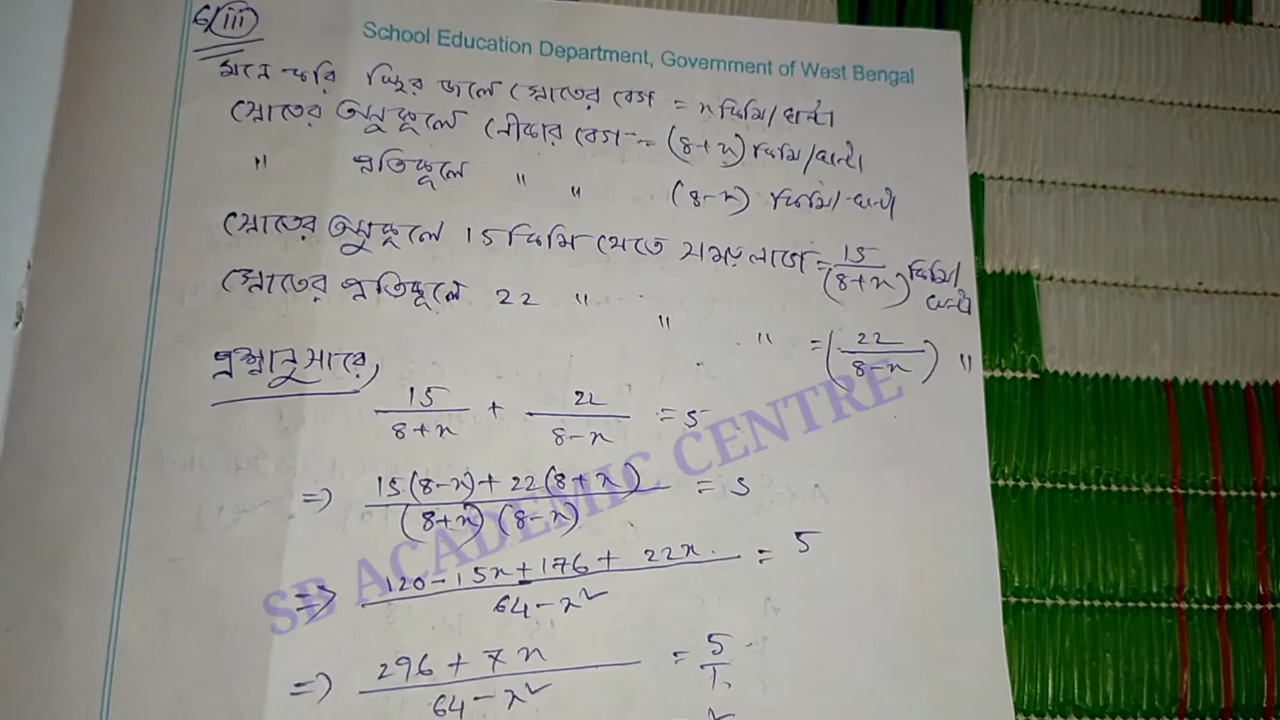 6(iii)
School Education Department, Government of West Bengal
মনে করি স্থির জলে স্রোতের বেগ = x কিমি/ঘন্টা
স্রোতের অনুকূলে নৌকার বেগ = (8+x) কিমি/ঘন্টা
" প্রতিকূলে " " (8-x) কিমি/ঘন্টা
স্রোতের অনুকূলে 15 কিমি যেতে সময় লাগে = 15/(8+x) কিমি/ঘন্টা
স্রোতের প্রতিকূলে 22 " " " = (22/(8-x)) "
প্রশ্নানুসারে,
15/(8+x) + 22/(8-x) = 5
=> (15(8-x)+22(8+x))/((8+x)(8-x)) = 5
=> (120-15x+176+22x)/(64-x²) = 5
=> (296+7x)/(64-x²) = 5/1
SB ACADEMIC CENTRE